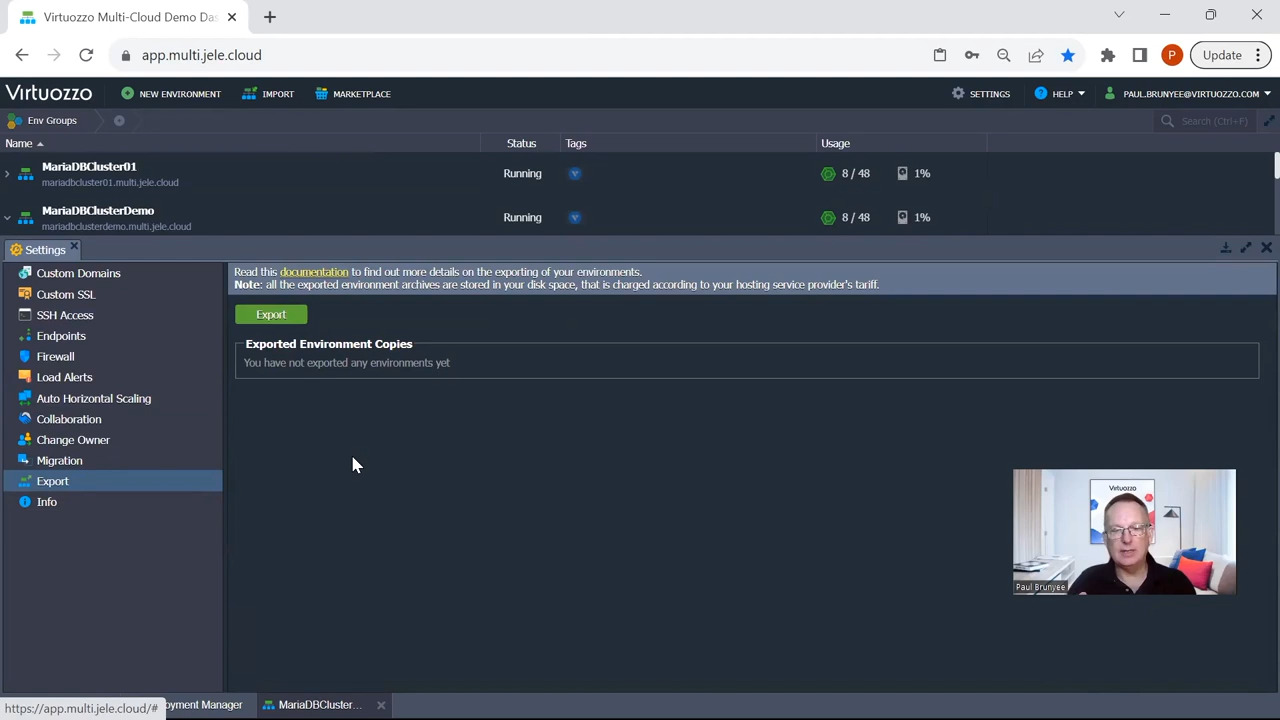 Virtuozzo Multi-Cloud Demo Das
app.multi.jele.cloud
P
Update
Virtuozzo
NEW ENVIRONMENT
IMPORT
MARKETPLACE
SETTINGS
HELP
PAUL.BRUNYEE@VIRTUOZZO.COM
Env Groups
Search (Ctrl+F)
Name
Status
Tags
Usage
MariaDBCluster01
mariadbcluster01.multi.jele.cloud
Running
8 / 48
1%
MariaDBClusterDemo
mariadbclusterdemo.multi.jele.cloud
Running
8 / 48
1%
Settings
Custom Domains
Custom SSL
SSH Access
Endpoints
Firewall
Load Alerts
Auto Horizontal Scaling
Collaboration
Change Owner
Migration
Export
Info
Read this documentation to find out more details on the exporting of your environments.
Note: all the exported environment archives are stored in your disk space, that is charged according to your hosting service provider's tariff.
Export
Exported Environment Copies
You have not exported any environments yet
Virtuozzo
Paul Brunyee
https://app.multi.jele.cloud/#
oyment Manager
MariaDBCluster...